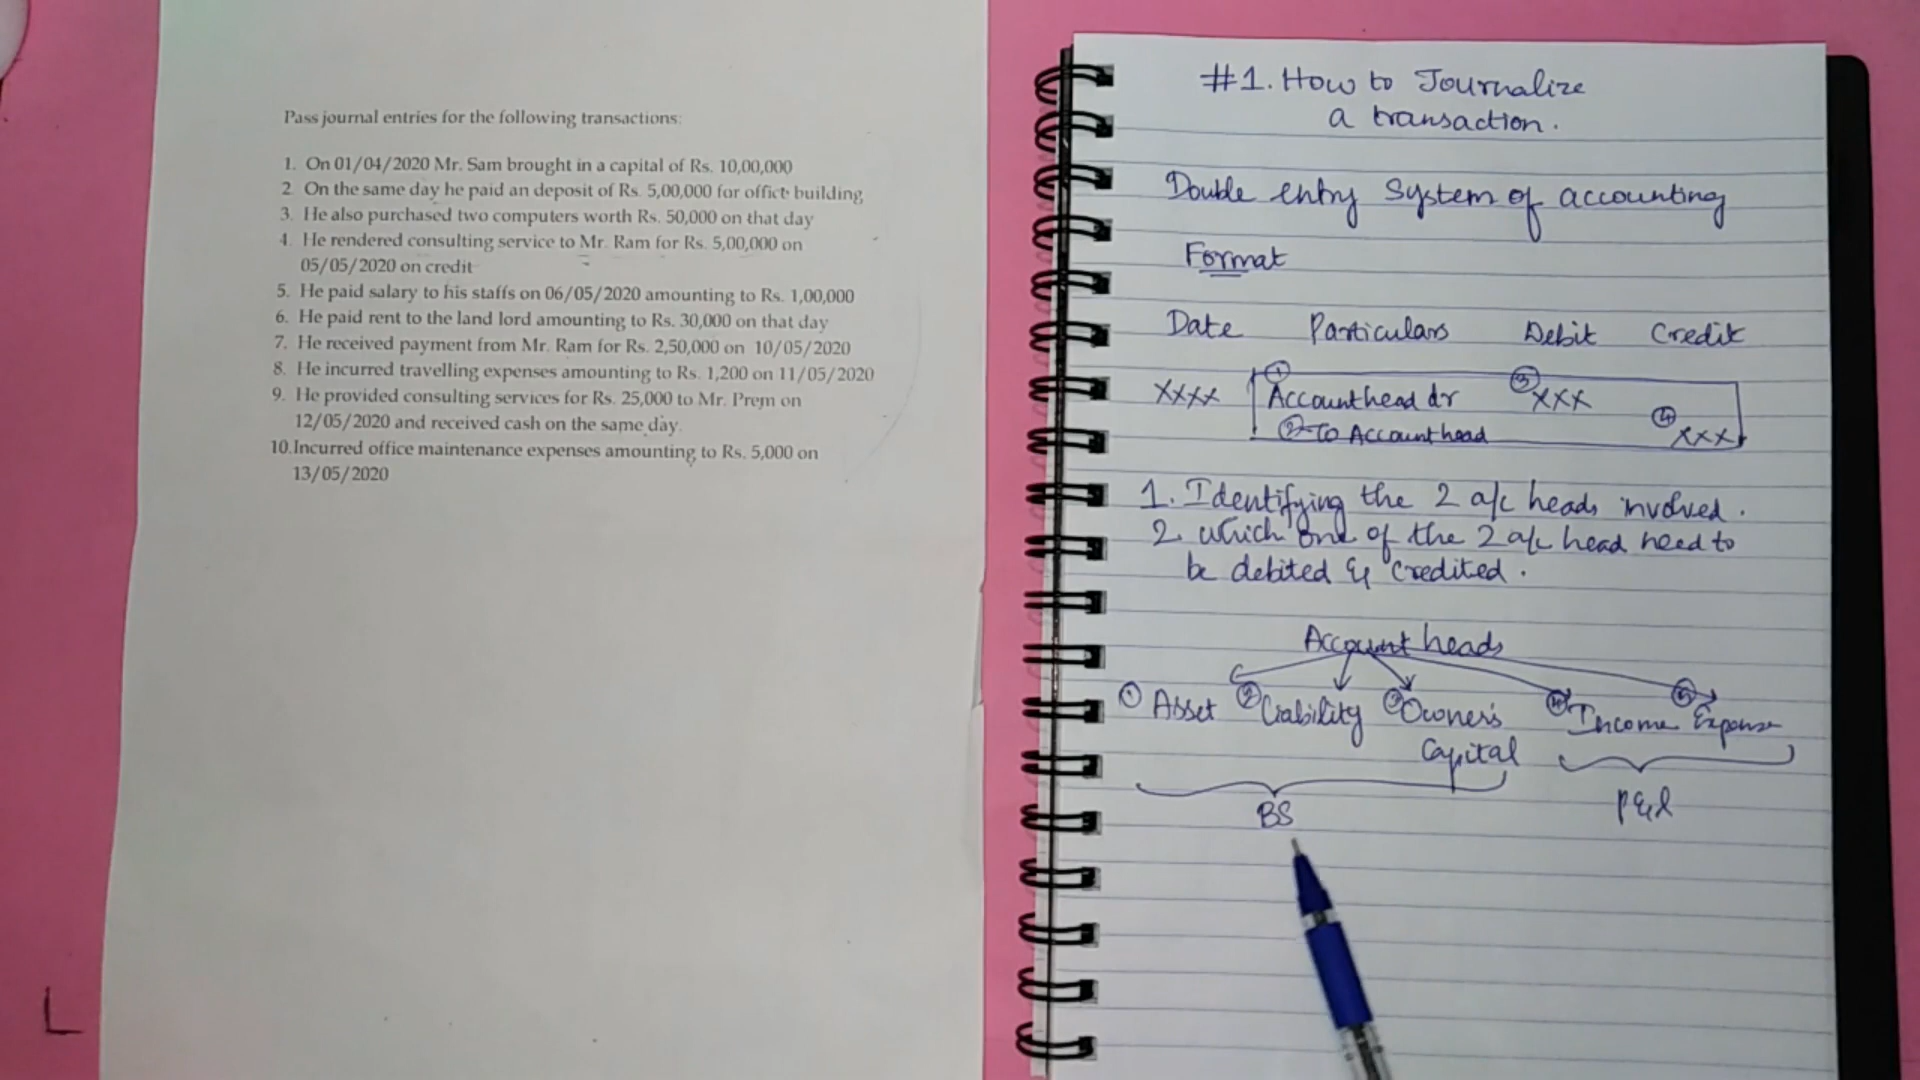 Pass journal entries for the following transactions:
1. On 01/04/2020 Mr. Sam brought in a capital of Rs. 10,00,000
2 On the same day he paid an deposit of Rs. 5,00,000 for office building
3. He also purchased two computers worth Rs. 50,000 on that day
4. He rendered consulting service to Mr. Ram for Rs. 5,00,000 on
05/05/2020 on credit
5. He paid salary to his staffs on 06/05/2020 amounting to Rs. 1,00,000
6. He paid rent to the land lord amounting to Rs. 30,000 on that day
7. He received payment from Mr. Ram for Rs. 2,50,000 on 10/05/2020
8. He incurred travelling expenses amounting to Rs. 1,200 on 11/05/2020
9. He provided consulting services for Rs. 25,000 to Mr. Prem on
12/05/2020 and received cash on the same day.
10. Incurred office maintenance expenses amounting to Rs. 5,000 on
13/05/2020
#1. How to Journalize
a transaction.
Double entry System of accounting
Format
Date Particulars Debit Credit
XXXX ① Accounthead dr ③ XXX
② To Accounthead ④ XXX
1. Identifying the 2 a/c heads involved.
2. which one of the 2 a/c head need to
be debited & credited.
Account heads
① Asset ② Liability ③ Owner's ④ Income ⑤ Expense
Capital
BS P&L